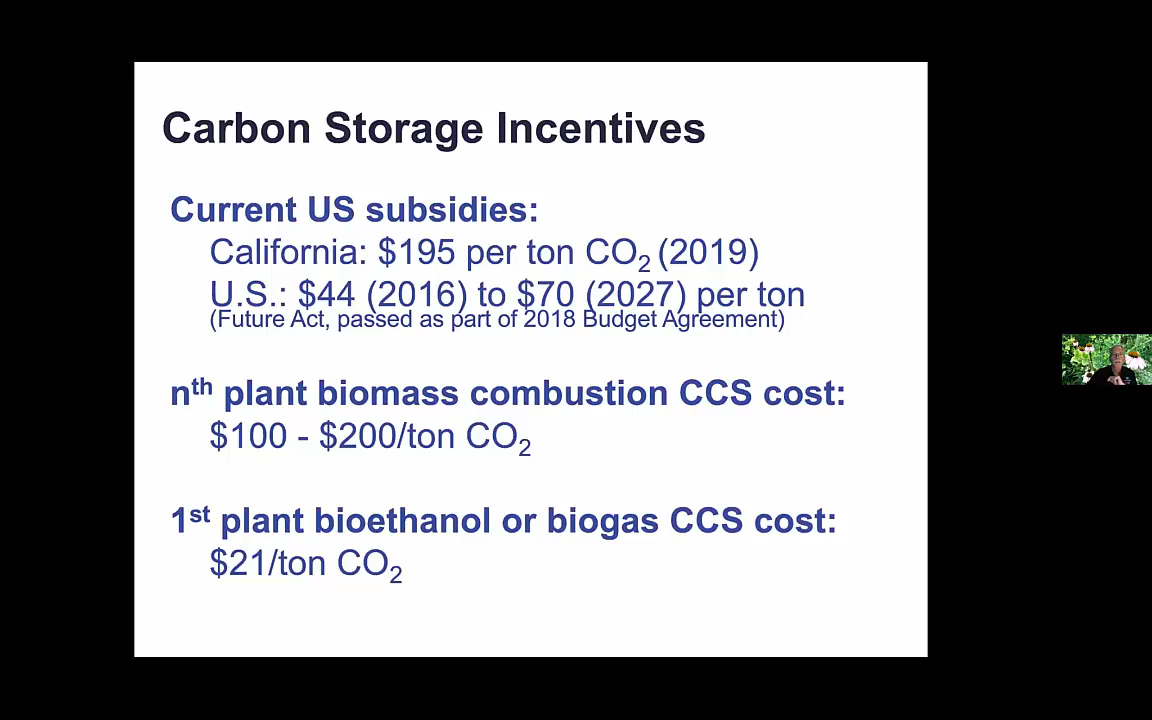 Carbon Storage Incentives
Current US subsidies:
California: $195 per ton CO₂ (2019)
U.S.: $44 (2016) to $70 (2027) per ton
(Future Act, passed as part of 2018 Budget Agreement)
nᵗʰ plant biomass combustion CCS cost:
$100 - $200/ton CO₂
1ˢᵗ plant bioethanol or biogas CCS cost:
$21/ton CO₂